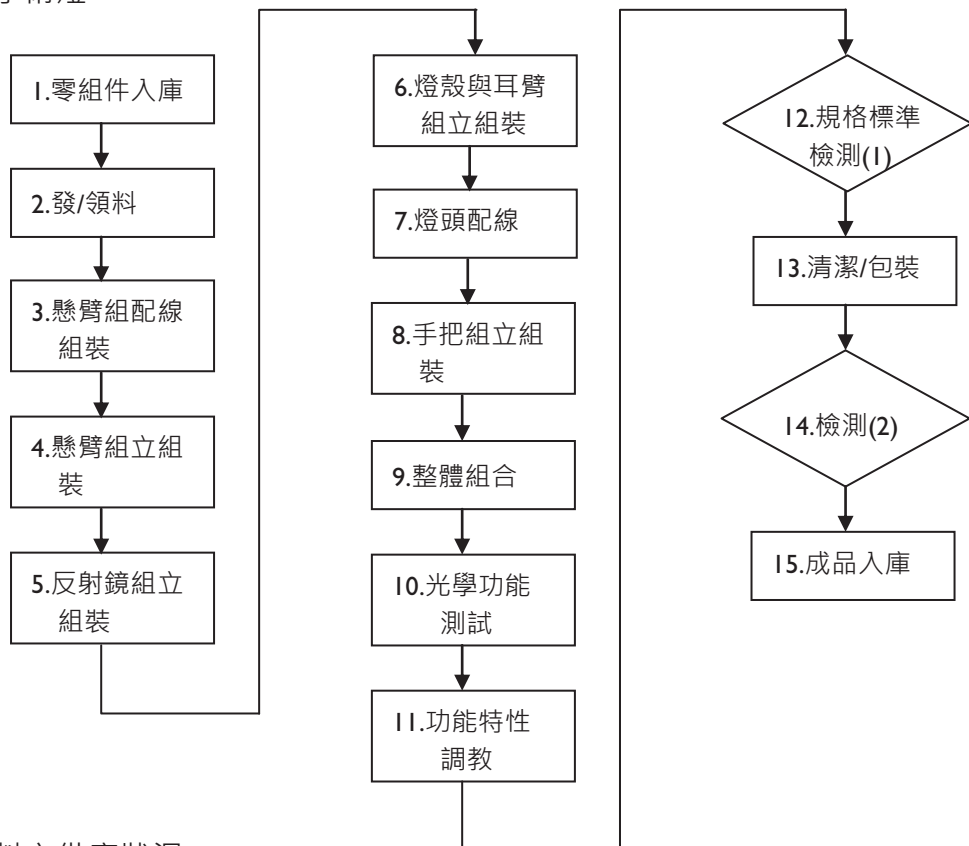 1.零組件入庫
2.發/領料
3.懸臂組配線
組裝
4.懸臂組立組
裝
5.反射鏡組立
組裝
6.燈殼與耳臂
組立組裝
7.燈頭配線
8.手把組立組
裝
9.整體組合
10.光學功能
測試
11.功能特性
調教
12.規格標準
檢測(1)
13.清潔/包裝
14.檢測(2)
15.成品入庫